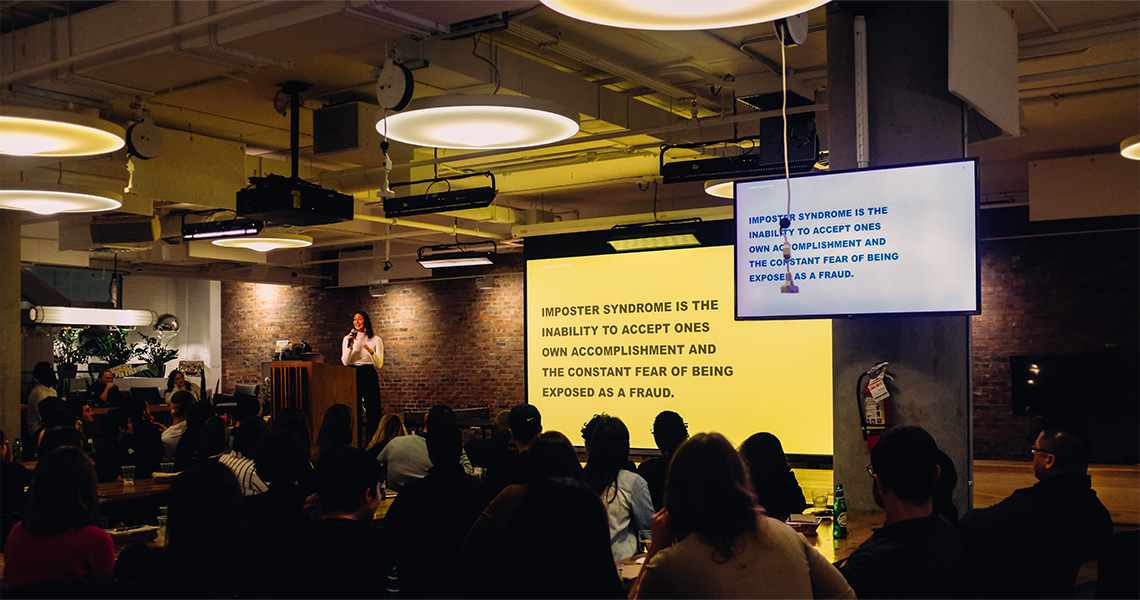 IMPOSTER SYNDROME IS THE
INABILITY TO ACCEPT ONES
OWN ACCOMPLISHMENT AND
THE CONSTANT FEAR OF BEING
EXPOSED AS A FRAUD.
IMPOSTER SYNDROME IS THE
INABILITY TO ACCEPT ONES
OWN ACCOMPLISHMENT AND
THE CONSTANT FEAR OF BEING
EXPOSED AS A FRAUD.